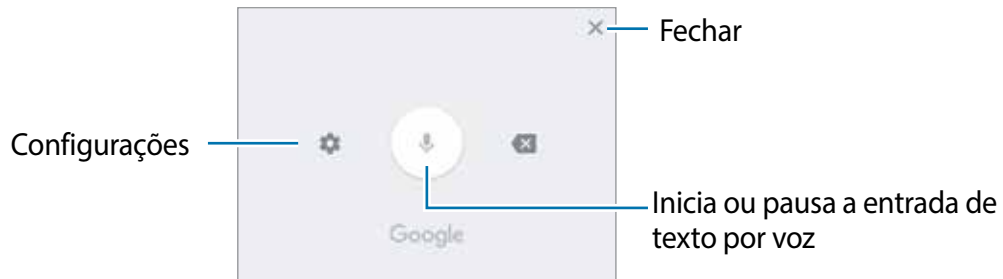 Fechar
Configurações
Inicia ou pausa a entrada de
texto por voz
Google